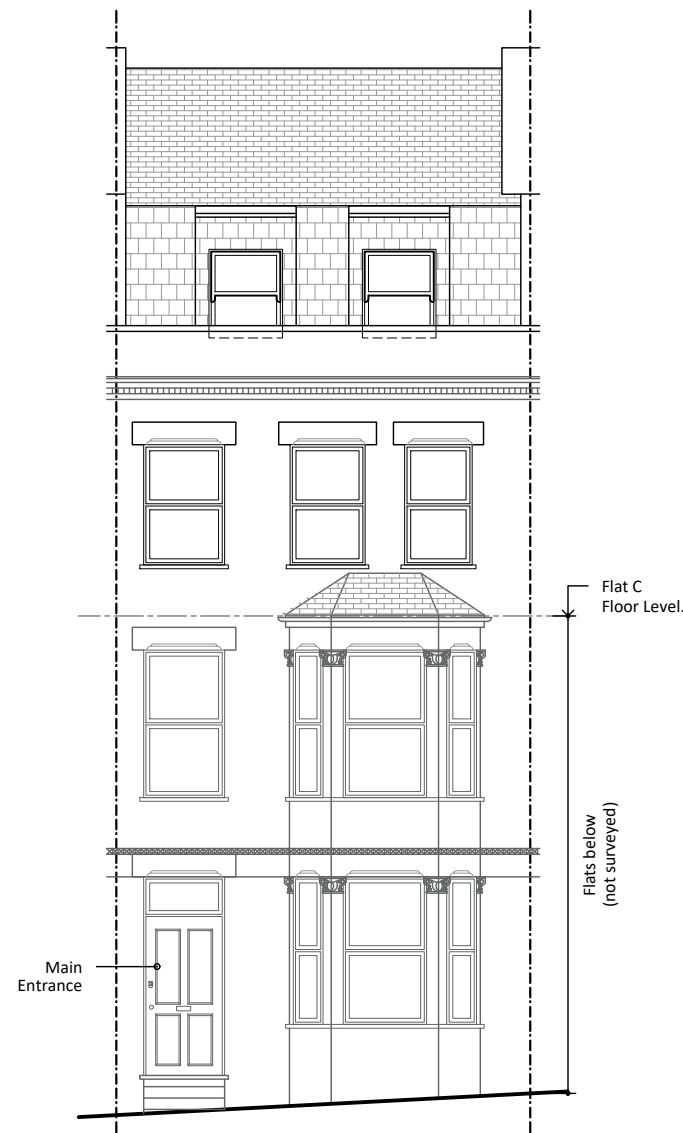 Flat C
Floor Level.
Flats below
(not surveyed)
Main
Entrance